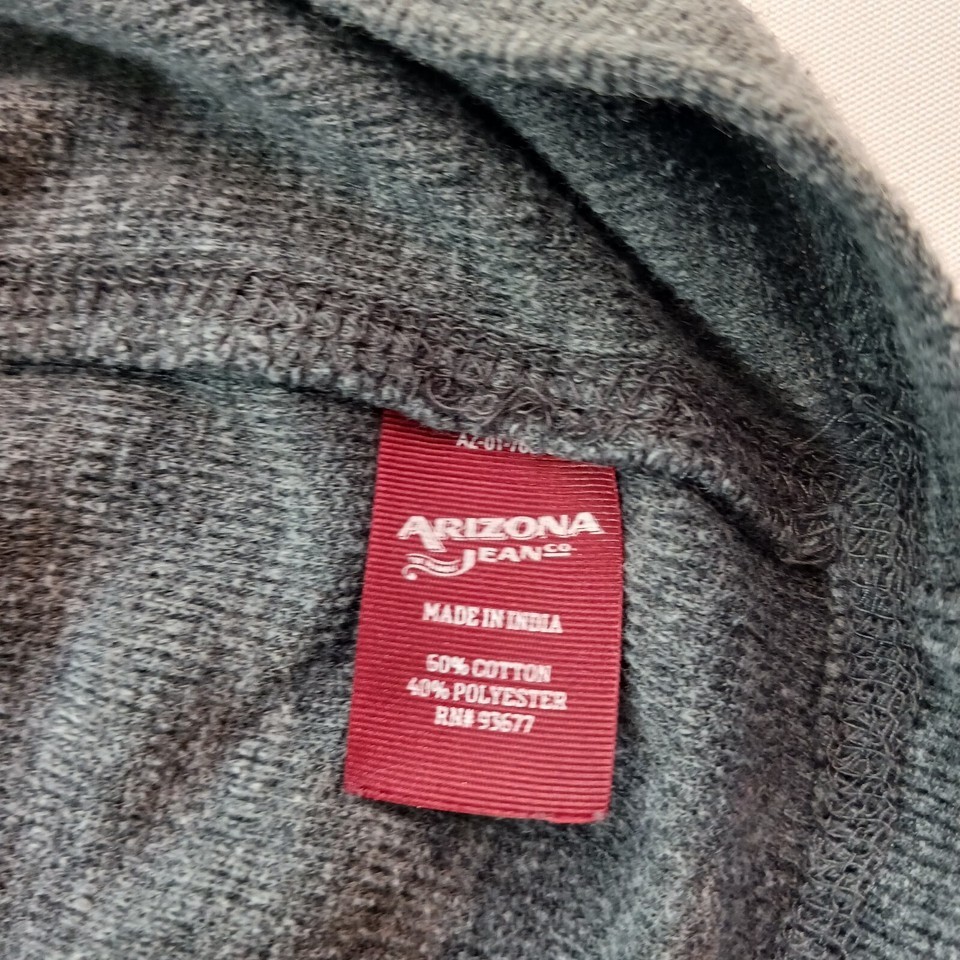 ARIZONA
JEAN CO
MADE IN INDIA
60% COTTON
40% POLYESTER
RN# 93677